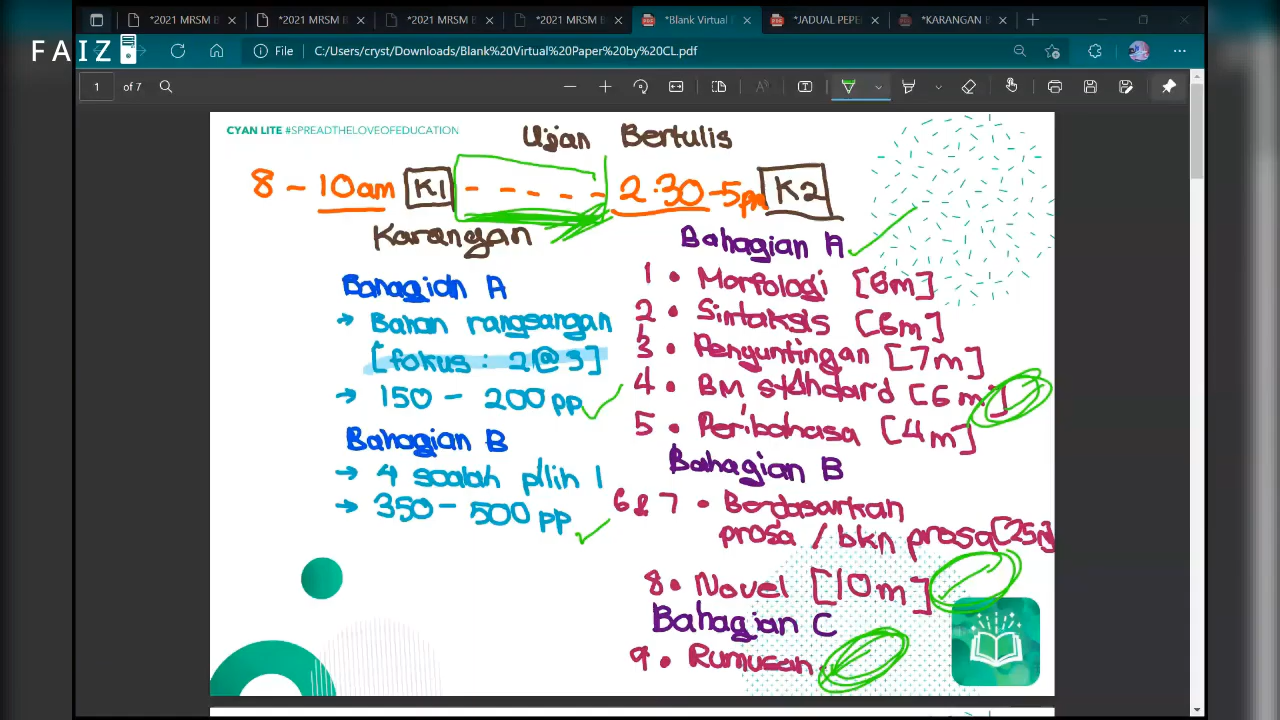 *2021 MRSM B
*2021 MRSM B
*2021 MRSM B
*2021 MRSM B
*Blank Virtual
*JADUAL PEPE
*KARANGAN B
FAIZ
File
C:/Users/cryst/Downloads/Blank%20Virtual%20Paper%20by%20CL.pdf
1 of 7
CYAN LITE #SPREADTHELOVEOFEDUCATION
Ujian Bertulis
8 - 10am K1 - - - - - 2.30 - 5pm K2
Karangan
Bahagian A
→ Bahan rangsangan
[fokus : 2@3]
→ 150 - 200 pp
Bahagian B
→ 4 soalah pilih 1
→ 350 - 500 pp
Bahagian A
1 • Morfologi [6m]
2 • Sintaksis [6m]
3 • Penguntingan [7m]
4 • BM standard [6m]
5 • Peribahasa [4m]
Bahagian B
6 & 7 • Berdasarkan
prosa / bkn prosa [25m]
8 • Novel [10m]
Bahagian C
9 • Rumusan